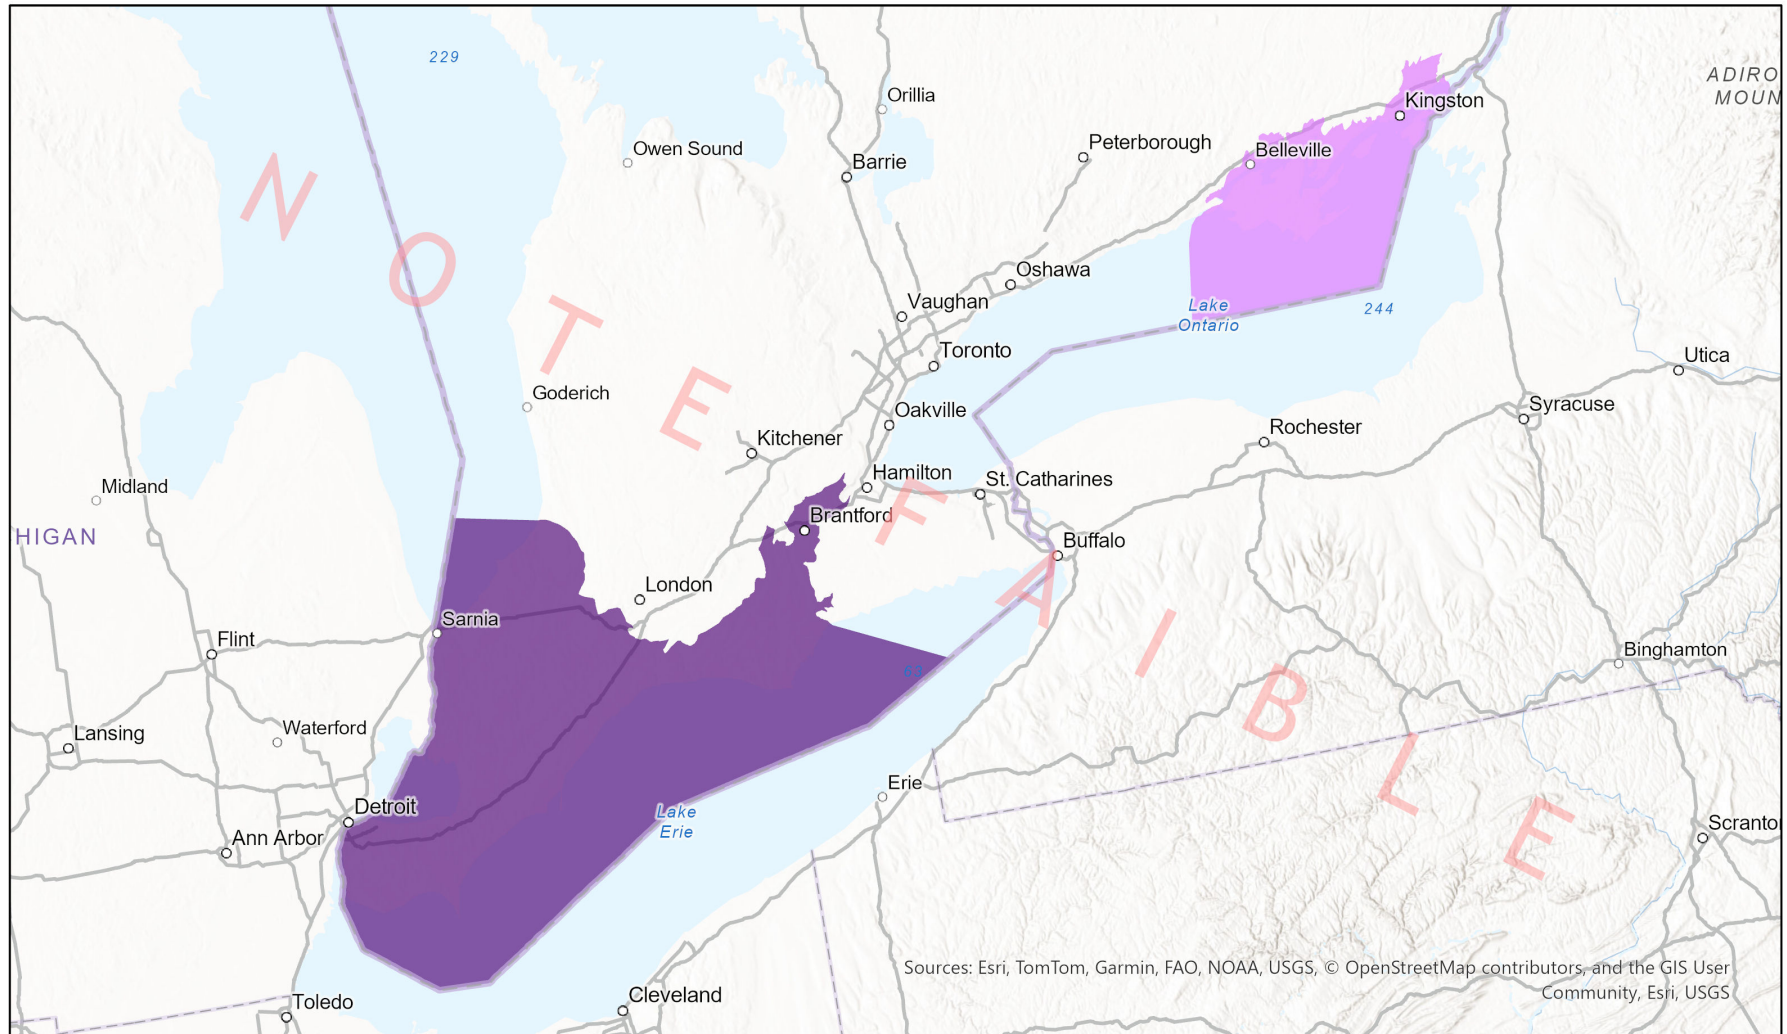 229
ADIRO
MOUN
Orillia
Kingston
Owen Sound
Peterborough
Belleville
Barrie
Oshawa
Vaughan
Lake
Ontario
244
Toronto
Utica
Goderich
Oakville
Syracuse
Kitchener
Rochester
Hamilton
St. Catharines
Midland
Brantford
HIGAN
Buffalo
London
Sarnia
Flint
63
Binghamton
Waterford
Lansing
Erie
Detroit
Lake
Erie
Ann Arbor
Scranton
Toledo
Cleveland
NOT ELIGIBLE
Sources: Esri, TomTom, Garmin, FAO, NOAA, USGS, © OpenStreetMap contributors, and the GIS User
Community, Esri, USGS